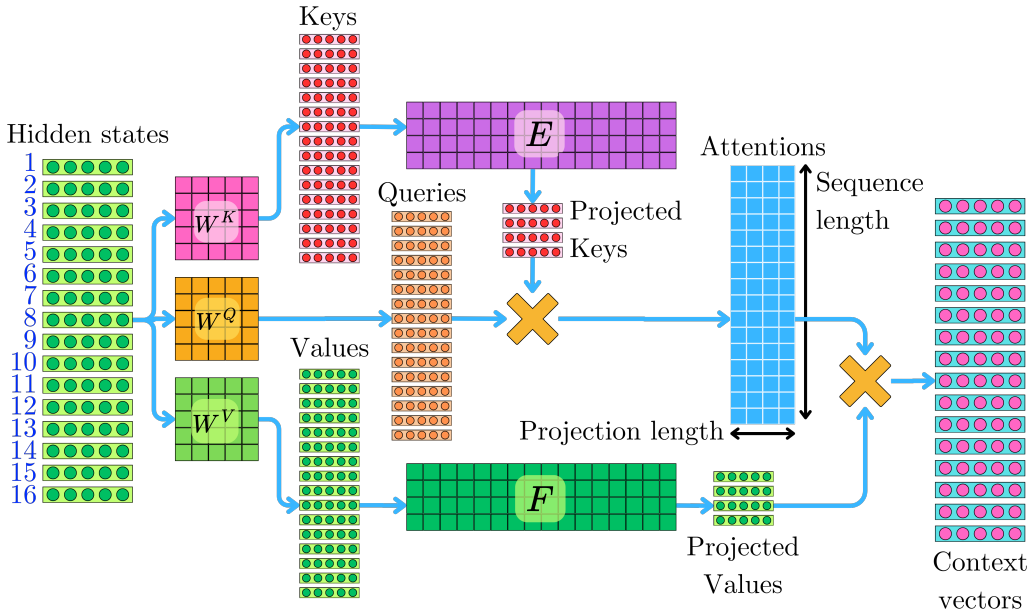 Keys
Hidden states
1
2
3
4
5
6
7
8
9
10
11
12
13
14
15
16
W^K
W^Q
W^V
E
Queries
Projected
Keys
Values
F
Attentions
Sequence
length
Projection length
Projected
Values
Context
vectors